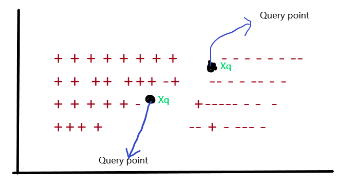 Query point
+ + + + + + + + - - - - - - -
Xq
+ + ++ +++ -+ -- --- -- -
+ + + + + - Xq +----- -- - -
+++ + -- + - --- -
Query point